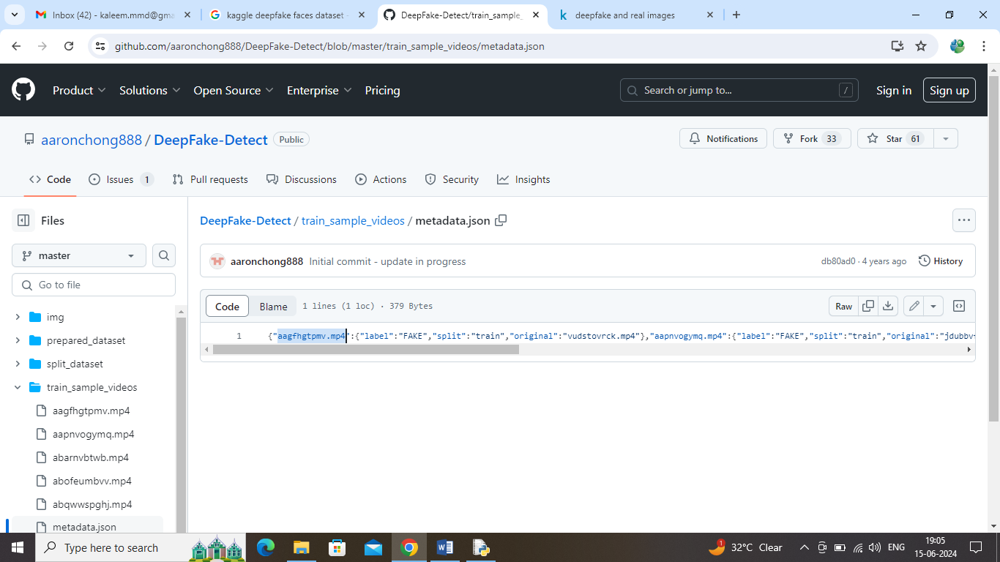 Inbox (42) - kaleem.mmd@gma
kaggle deepfake faces dataset -
DeepFake-Detect/train_sample_
deepfake and real images
github.com/aaronchong888/DeepFake-Detect/blob/master/train_sample_videos/metadata.json
Product Solutions Open Source Enterprise Pricing Search or jump to... / Sign in Sign up
aaronchong888 / DeepFake-Detect Public Notifications Fork 33 Star 61
Code Issues 1 Pull requests Discussions Actions Security Insights
Files
DeepFake-Detect / train_sample_videos / metadata.json
master
aaronchong888 Initial commit - update in progress db80ad0 · 4 years ago History
Go to file
Code Blame 1 lines (1 loc) · 379 Bytes Raw
1 {"aagfhgtpmv.mp4":{"label":"FAKE","split":"train","original":"vudstovrck.mp4"},"aapnvogymq.mp4":{"label":"FAKE","split":"train","original":"jdubbv
img
prepared_dataset
split_dataset
train_sample_videos
aagfhgtpmv.mp4
aapnvogymq.mp4
abarnvbtwb.mp4
abofeumbvv.mp4
abqwwspghj.mp4
metadata.json
Type here to search
1 32°C Clear
ENG
19:05
15-06-2024